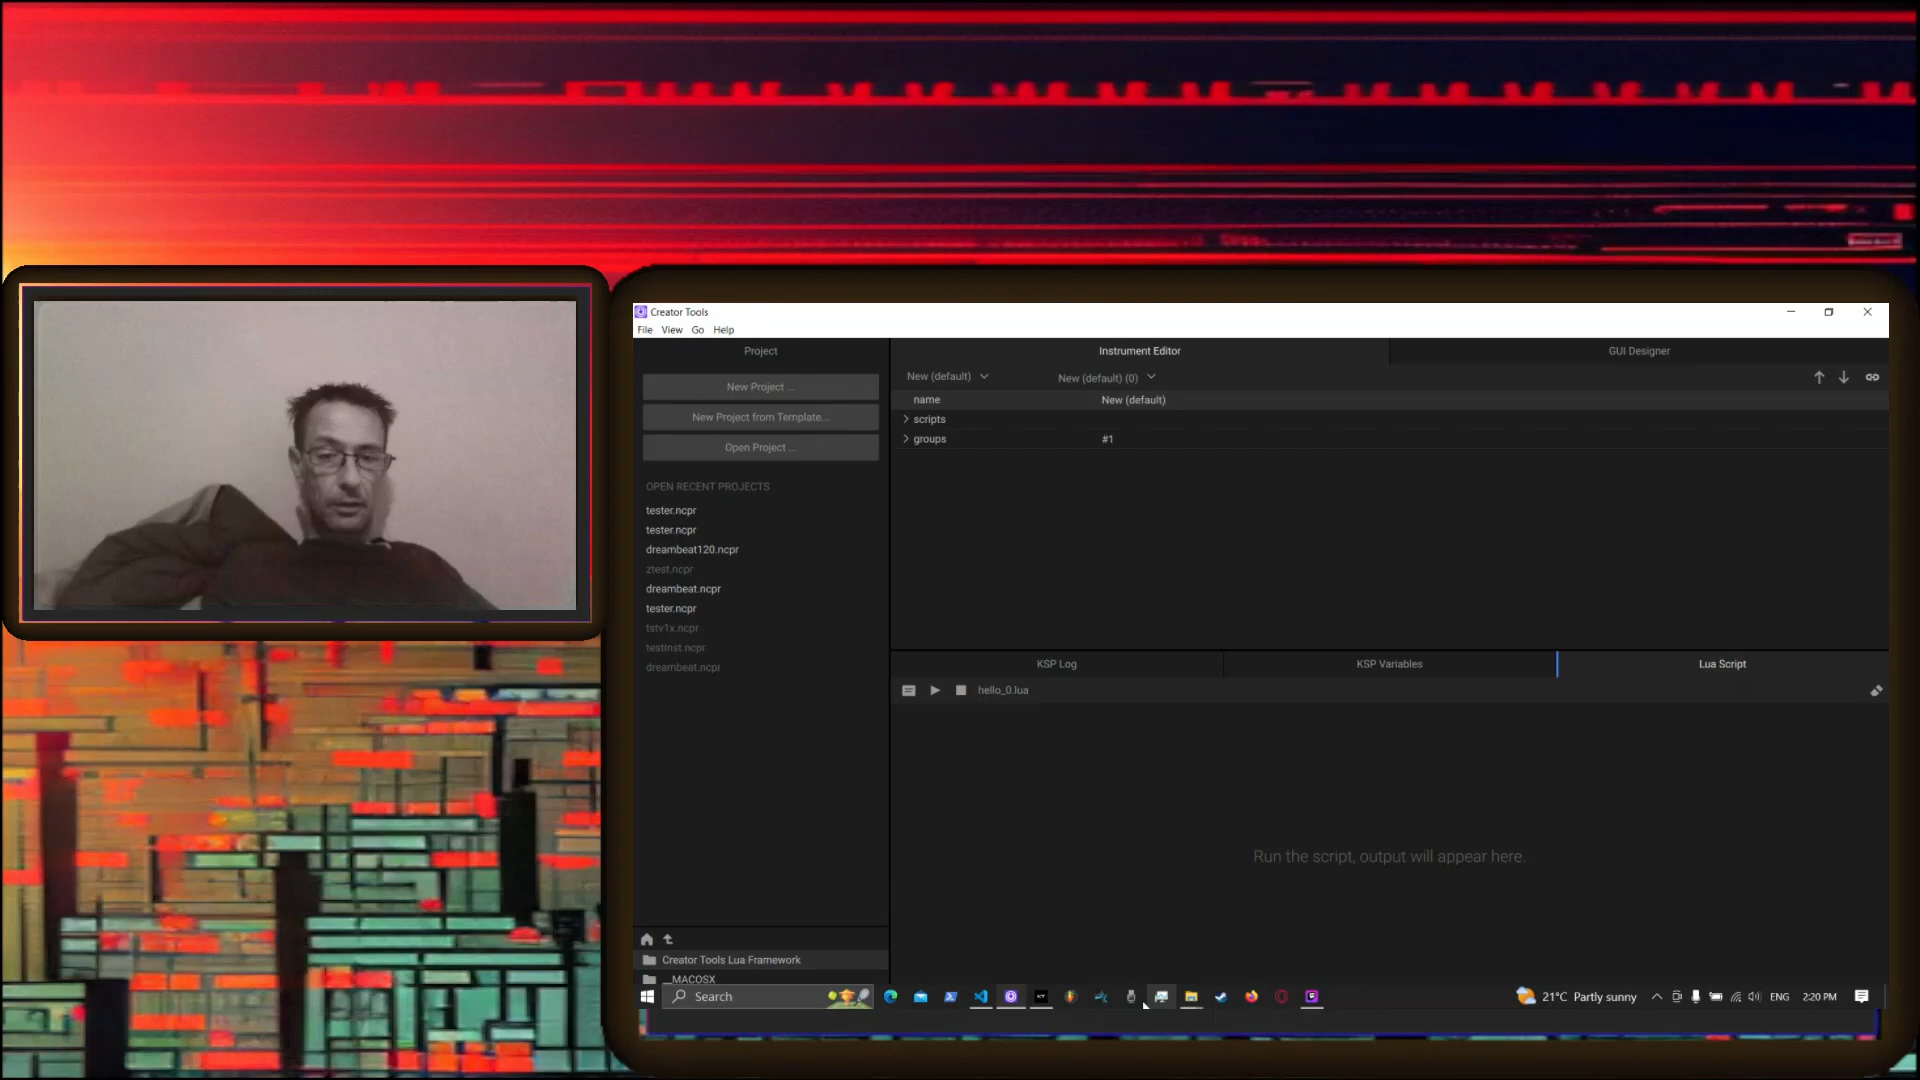 Creator Tools
File View Go Help
Project
Instrument Editor
GUI Designer
New Project ...
New Project from Template...
Open Project ...
OPEN RECENT PROJECTS
tester.ncpr
tester.ncpr
dreambeat120.ncpr
ztest.ncpr
dreambeat.ncpr
tester.ncpr
tstv1x.ncpr
testInst.ncpr
dreambeat.ncpr
Creator Tools Lua Framework
__MACOSX
New (default)
New (default) (0)
name New (default)
scripts
groups #1
KSP Log
KSP Variables
Lua Script
hello_0.lua
Run the script, output will appear here.
Search
21°C Partly sunny
ENG
2:20 PM